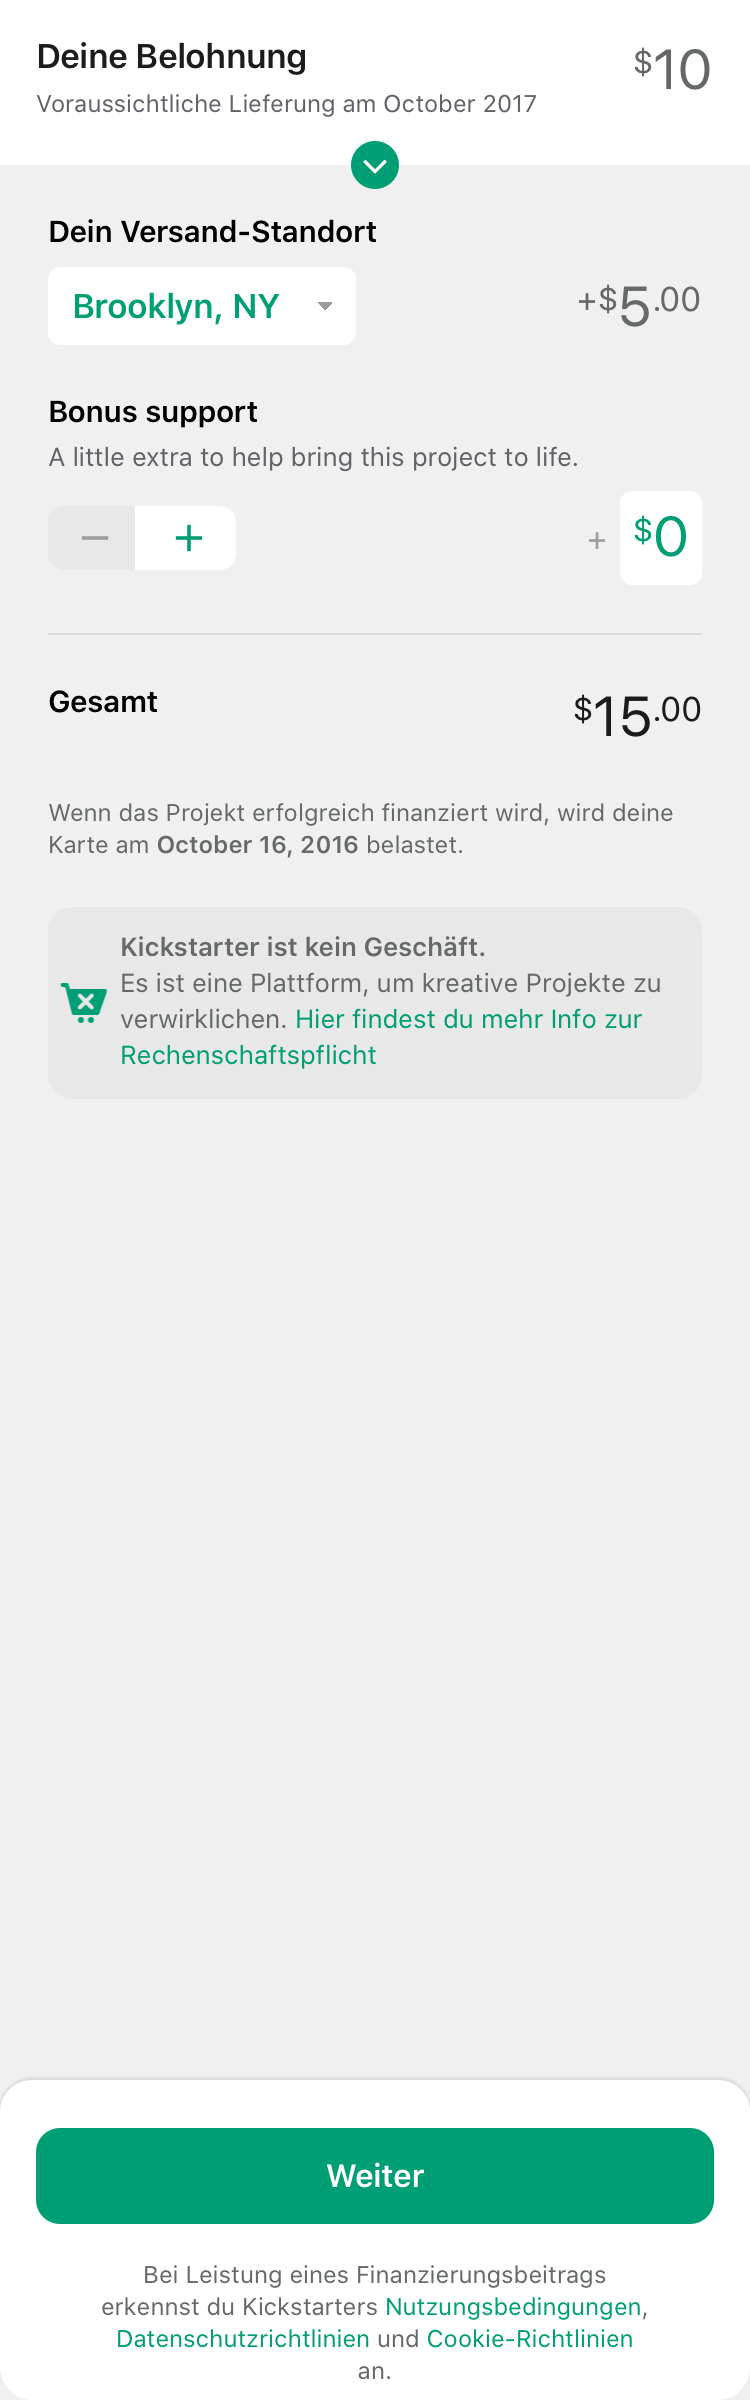 Deine Belohnung
$10
Voraussichtliche Lieferung am October 2017
Dein Versand-Standort
Brooklyn, NY
+$5.00
Bonus support
A little extra to help bring this project to life.
+ $0
Gesamt
$15.00
Wenn das Projekt erfolgreich finanziert wird, wird deine
Karte am October 16, 2016 belastet.
Kickstarter ist kein Geschäft.
Es ist eine Plattform, um kreative Projekte zu
verwirklichen. Hier findest du mehr Info zur
Rechenschaftspflicht
Weiter
Bei Leistung eines Finanzierungsbeitrags
erkennst du Kickstarters Nutzungsbedingungen,
Datenschutzrichtlinien und Cookie-Richtlinien
an.